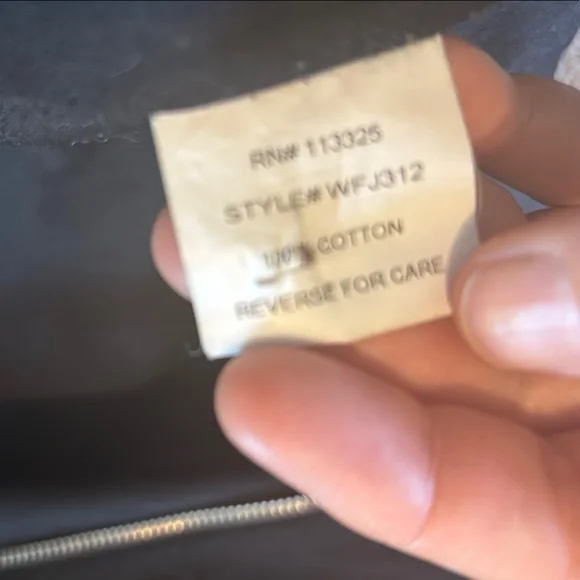 RN# 113325
STYLE# WFJ312
100% COTTON
REVERSE FOR CARE